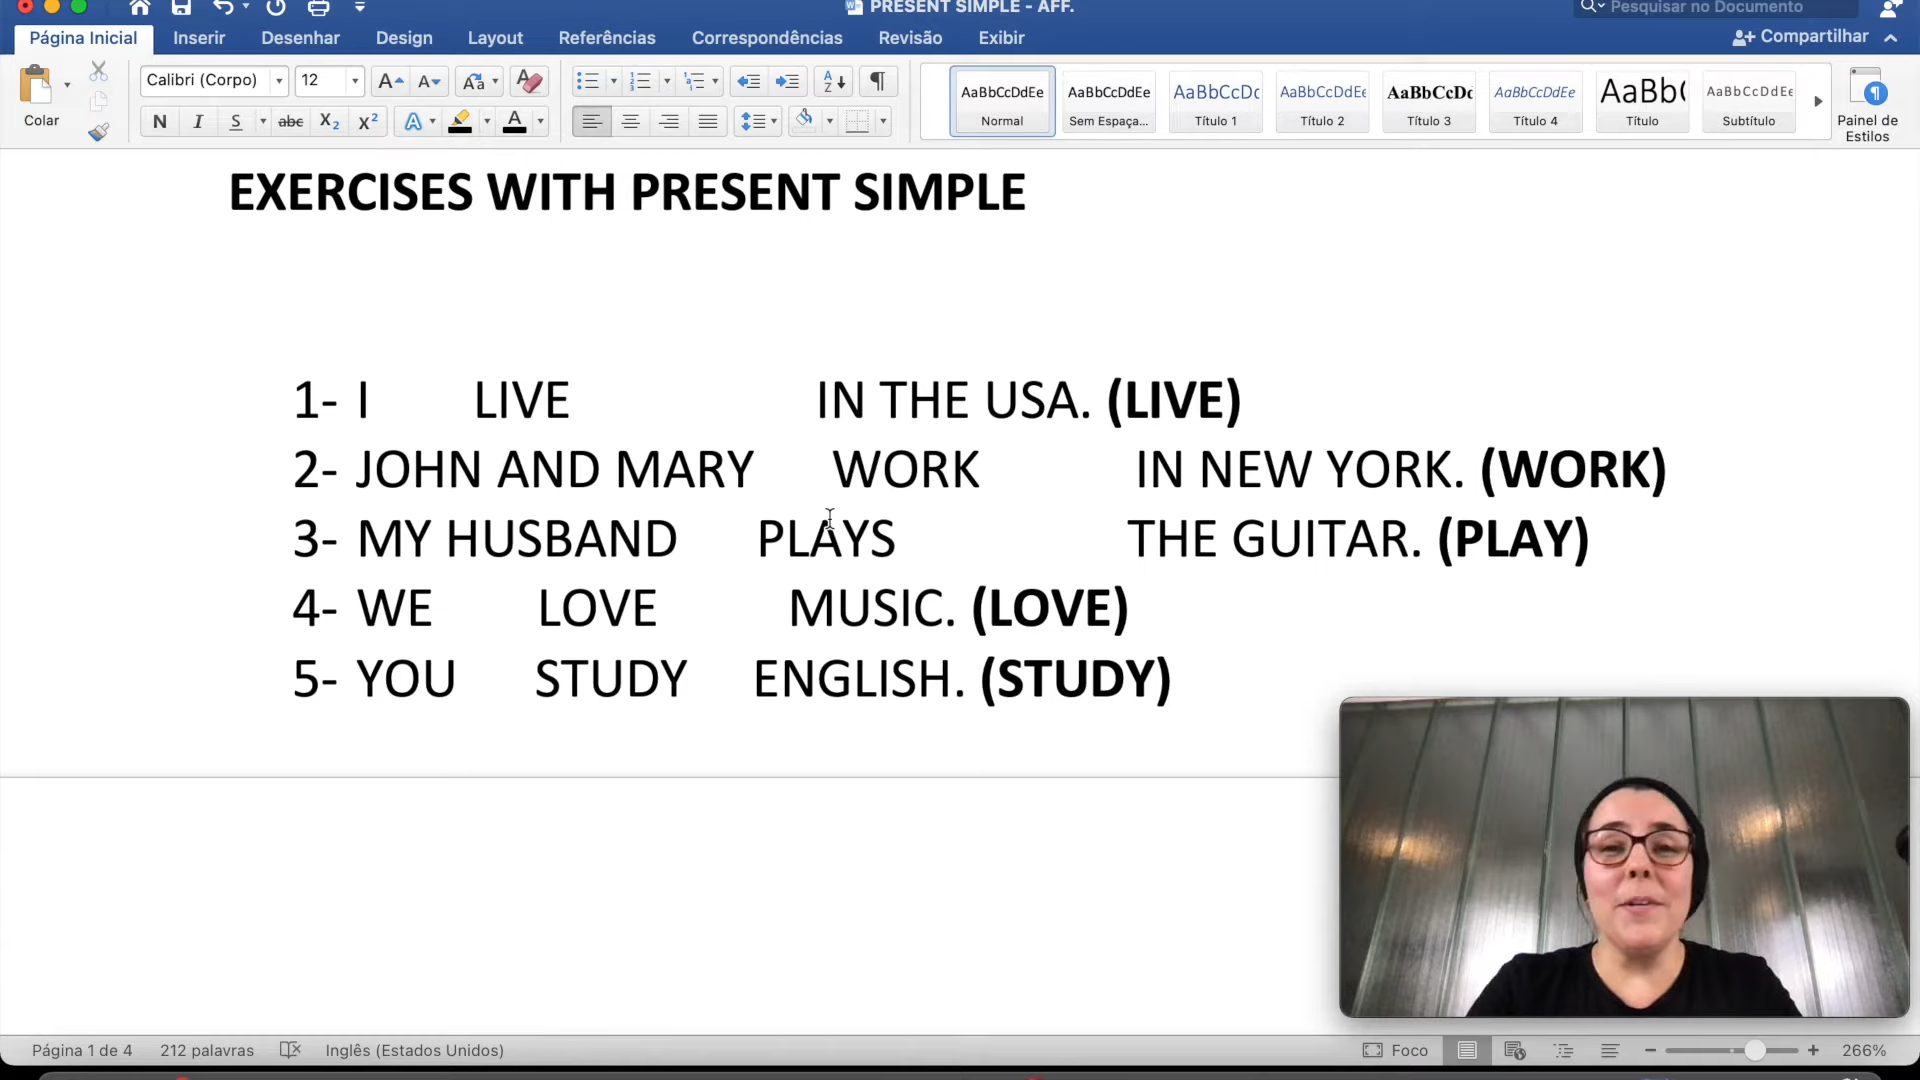 PRESENT SIMPLE - AFF.
Pesquisar no Documento
Página Inicial Inserir Desenhar Design Layout Referências Correspondências Revisão Exibir Compartilhar
Calibri (Corpo) 12
Colar
N I S abc X₂ X²
AaBbCcDdEe AaBbCcDdEe AaBbCcDc AaBbCcDdEe AaBbCcDc AaBbCcDdEe AaBb( AaBbCcDdEe
Normal Sem Espaça... Título 1 Título 2 Título 3 Título 4 Título Subtítulo
Painel de
Estilos
EXERCISES WITH PRESENT SIMPLE
1- I LIVE IN THE USA. (LIVE)
2- JOHN AND MARY WORK IN NEW YORK. (WORK)
3- MY HUSBAND PLAYS THE GUITAR. (PLAY)
4- WE LOVE MUSIC. (LOVE)
5- YOU STUDY ENGLISH. (STUDY)
Página 1 de 4 212 palavras Inglês (Estados Unidos) Foco 266%